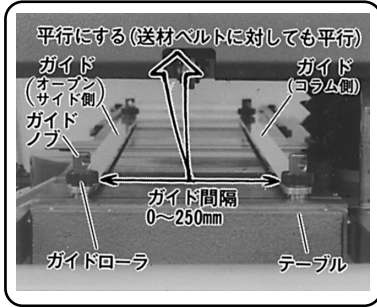 平行にする(送材ベルトに対しても平行)
ガイド
(オープン
サイド側)
ガイド
(コラム側)
ガイド
ノブ
ガイド間隔
0~250mm
ガイドローラ
テーブル